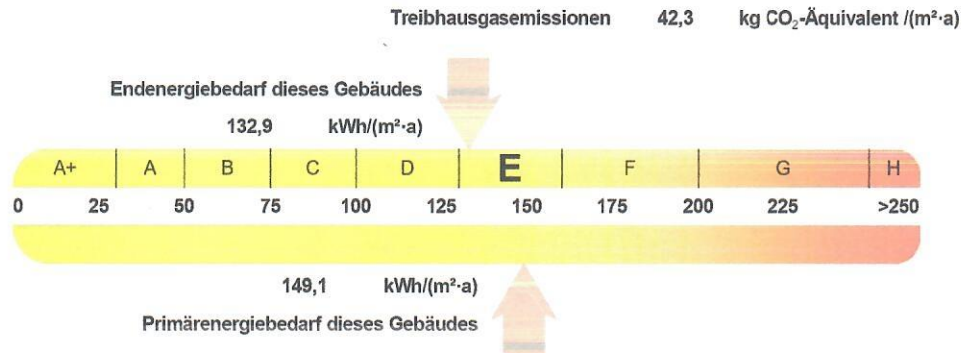 Treibhausgasemissionen 42,3 kg CO₂-Äquivalent /(m²·a)
Endenergiebedarf dieses Gebäudes
132,9 kWh/(m²·a)
A+ A B C D E F G H
0 25 50 75 100 125 150 175 200 225 >250
149,1 kWh/(m²·a)
Primärenergiebedarf dieses Gebäudes